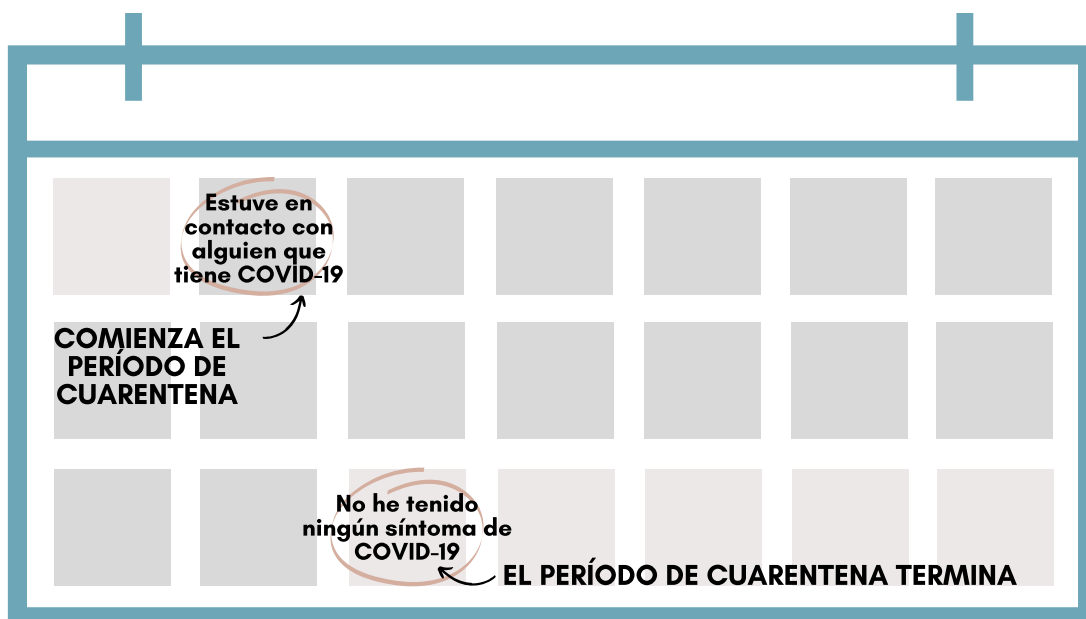 Estuve en
contacto con
alguien que
tiene COVID-19
COMIENZA EL
PERÍODO DE
CUARENTENA
No he tenido
ningún síntoma de
COVID-19
EL PERÍODO DE CUARENTENA TERMINA